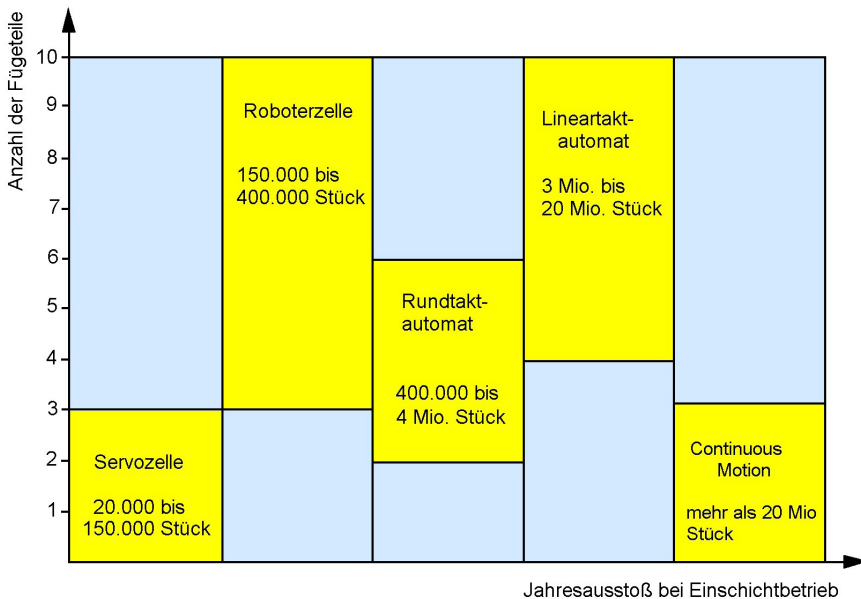 Anzahl der Fügeteile
10
9
8
7
6
5
4
3
2
1
Servozelle
20.000 bis
150.000 Stück
Roboterzelle
150.000 bis
400.000 Stück
Rundtakt-
automat
400.000 bis
4 Mio. Stück
Lineartakt-
automat
3 Mio. bis
20 Mio. Stück
Continuous
Motion
mehr als 20 Mio
Stück
Jahresausstoß bei Einschichtbetrieb